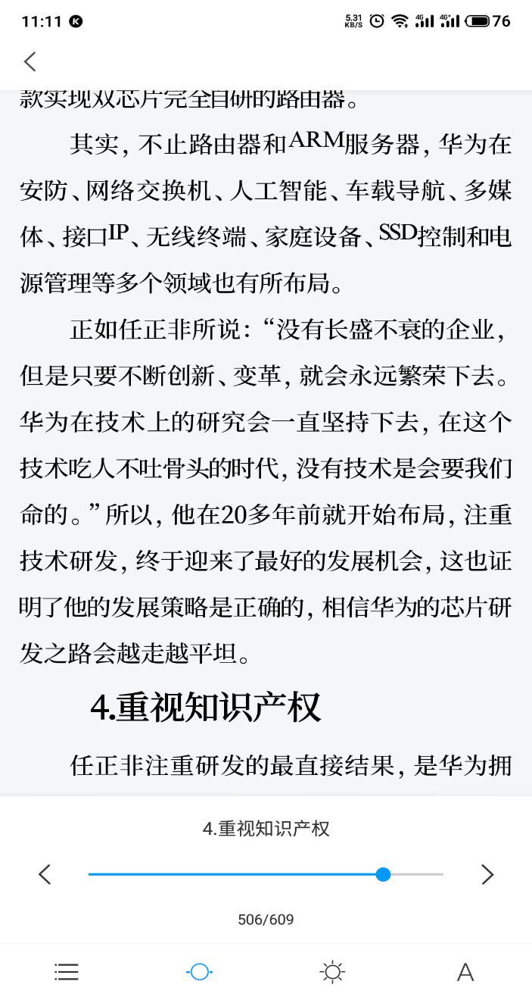 11:11
5.31
KB/S
4G
4G+
76
款实现双芯片完全自研的路由器。
其实，不止路由器和ARM服务器，华为在
安防、网络交换机、人工智能、车载导航、多媒
体、接口IP、无线终端、家庭设备、SSD控制和电
源管理等多个领域也有所布局。
正如任正非所说：“没有长盛不衰的企业，
但是只要不断创新、变革，就会永远繁荣下去。
华为在技术上的研究会一直坚持下去，在这个
技术吃人不吐骨头的时代，没有技术是会要我们
命的。”所以，他在20多年前就开始布局，注重
技术研发，终于迎来了最好的发展机会，这也证
明了他的发展策略是正确的，相信华为的芯片研
发之路会越走越平坦。
4.重视知识产权
任正非注重研发的最直接结果，是华为拥
4.重视知识产权
506/609
A